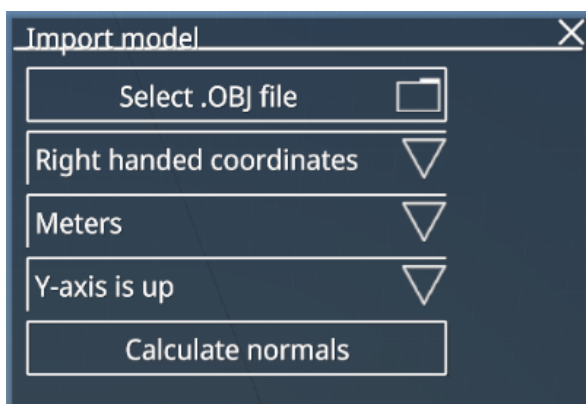 Import model
Select .OBJ file
Right handed coordinates
Meters
Y-axis is up
Calculate normals